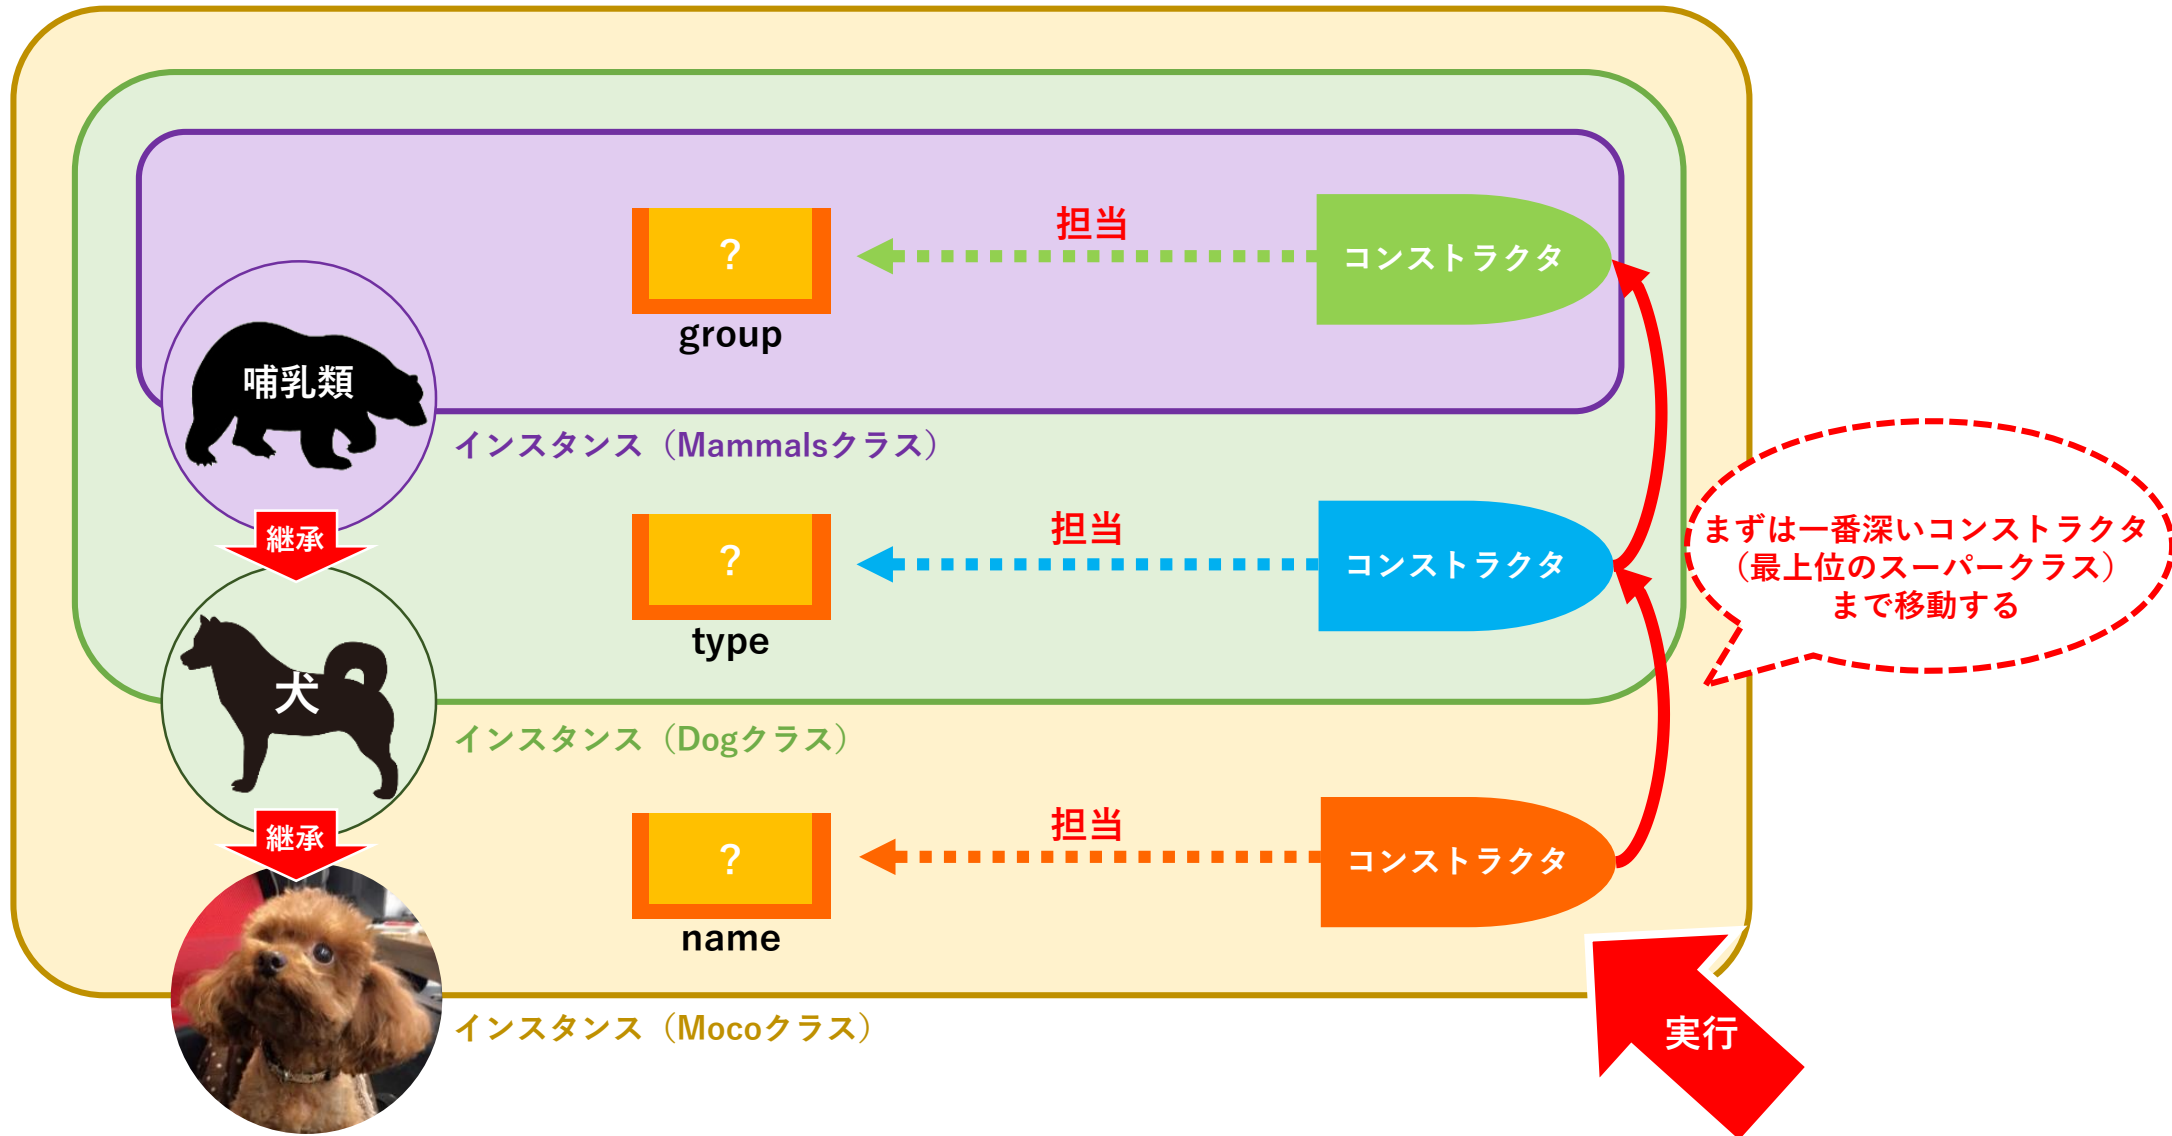 ?
担当
コンストラクタ
group
哺乳類
インスタンス（Mammalsクラス）
継承
?
担当
コンストラクタ
type
まずは一番深いコンストラクタ
（最上位のスーパークラス）
まで移動する
犬
インスタンス（Dogクラス）
継承
?
担当
コンストラクタ
name
インスタンス（Mocoクラス）
実行